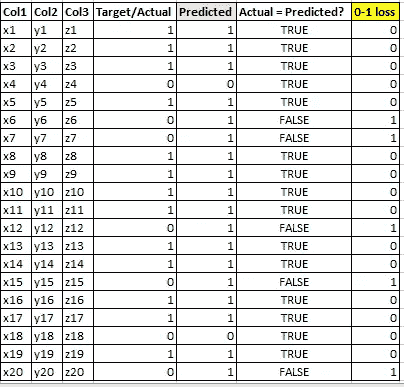 Col1 Col2 Col3 Target/Actual Predicted Actual = Predicted? 0-1 loss
x1 y1 z1 1 1 TRUE 0
x2 y2 z2 1 1 TRUE 0
x3 y3 z3 1 1 TRUE 0
x4 y4 z4 0 0 TRUE 0
x5 y5 z5 1 1 TRUE 0
x6 y6 z6 0 1 FALSE 1
x7 y7 z7 0 1 FALSE 1
x8 y8 z8 1 1 TRUE 0
x9 y9 z9 1 1 TRUE 0
x10 y10 z10 1 1 TRUE 0
x11 y11 z11 1 1 TRUE 0
x12 y12 z12 0 1 FALSE 1
x13 y13 z13 1 1 TRUE 0
x14 y14 z14 1 1 TRUE 0
x15 y15 z15 0 1 FALSE 1
x16 y16 z16 1 1 TRUE 0
x17 y17 z17 1 1 TRUE 0
x18 y18 z18 0 0 TRUE 0
x19 y19 z19 1 1 TRUE 0
x20 y20 z20 0 1 FALSE 1